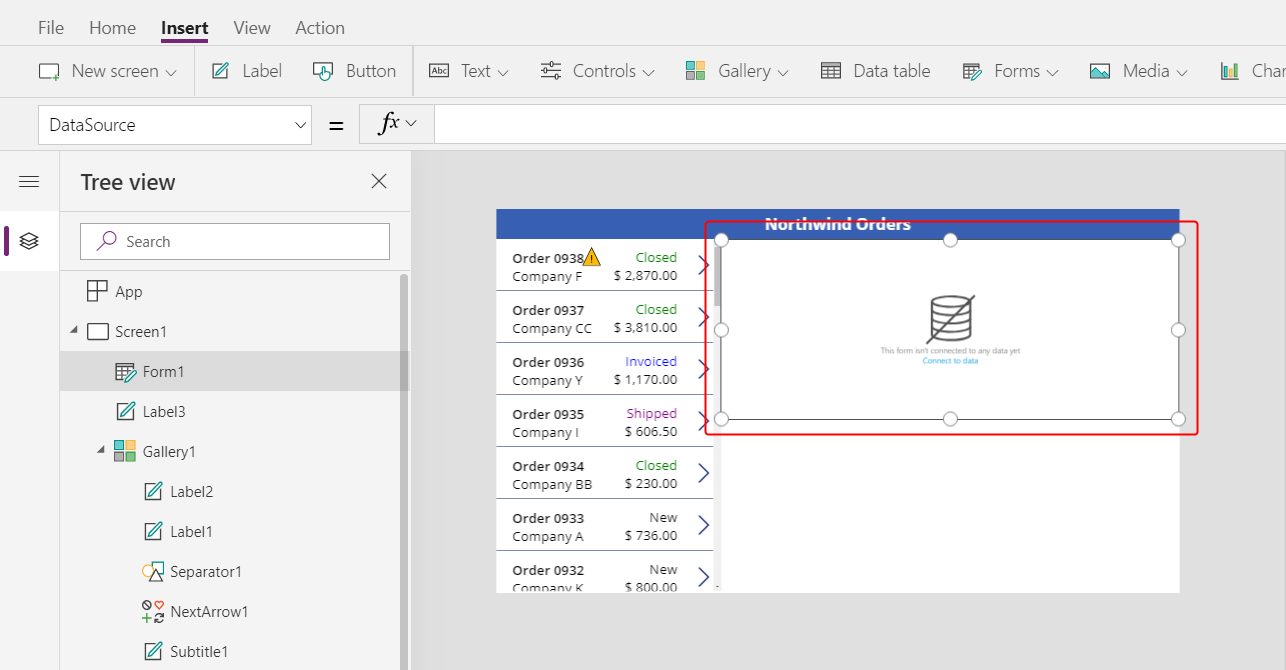 File Home Insert View Action
New screen Label Button Abc Text Controls Gallery Data table Forms Media Char
DataSource = fx
Tree view
Search
App
Screen1
Form1
Label3
Gallery1
Label2
Label1
Separator1
NextArrow1
Subtitle1
Northwind Orders
Order 0938 Closed
Company F $ 2,870.00
Order 0937 Closed
Company CC $ 3,810.00
Order 0936 Invoiced
Company Y $ 1,170.00
Order 0935 Shipped
Company I $ 606.50
Order 0934 Closed
Company BB $ 230.00
Order 0933 New
Company A $ 736.00
Order 0932 New
Company K $ 800.00
This form isn't connected to any data yet
Connect to data